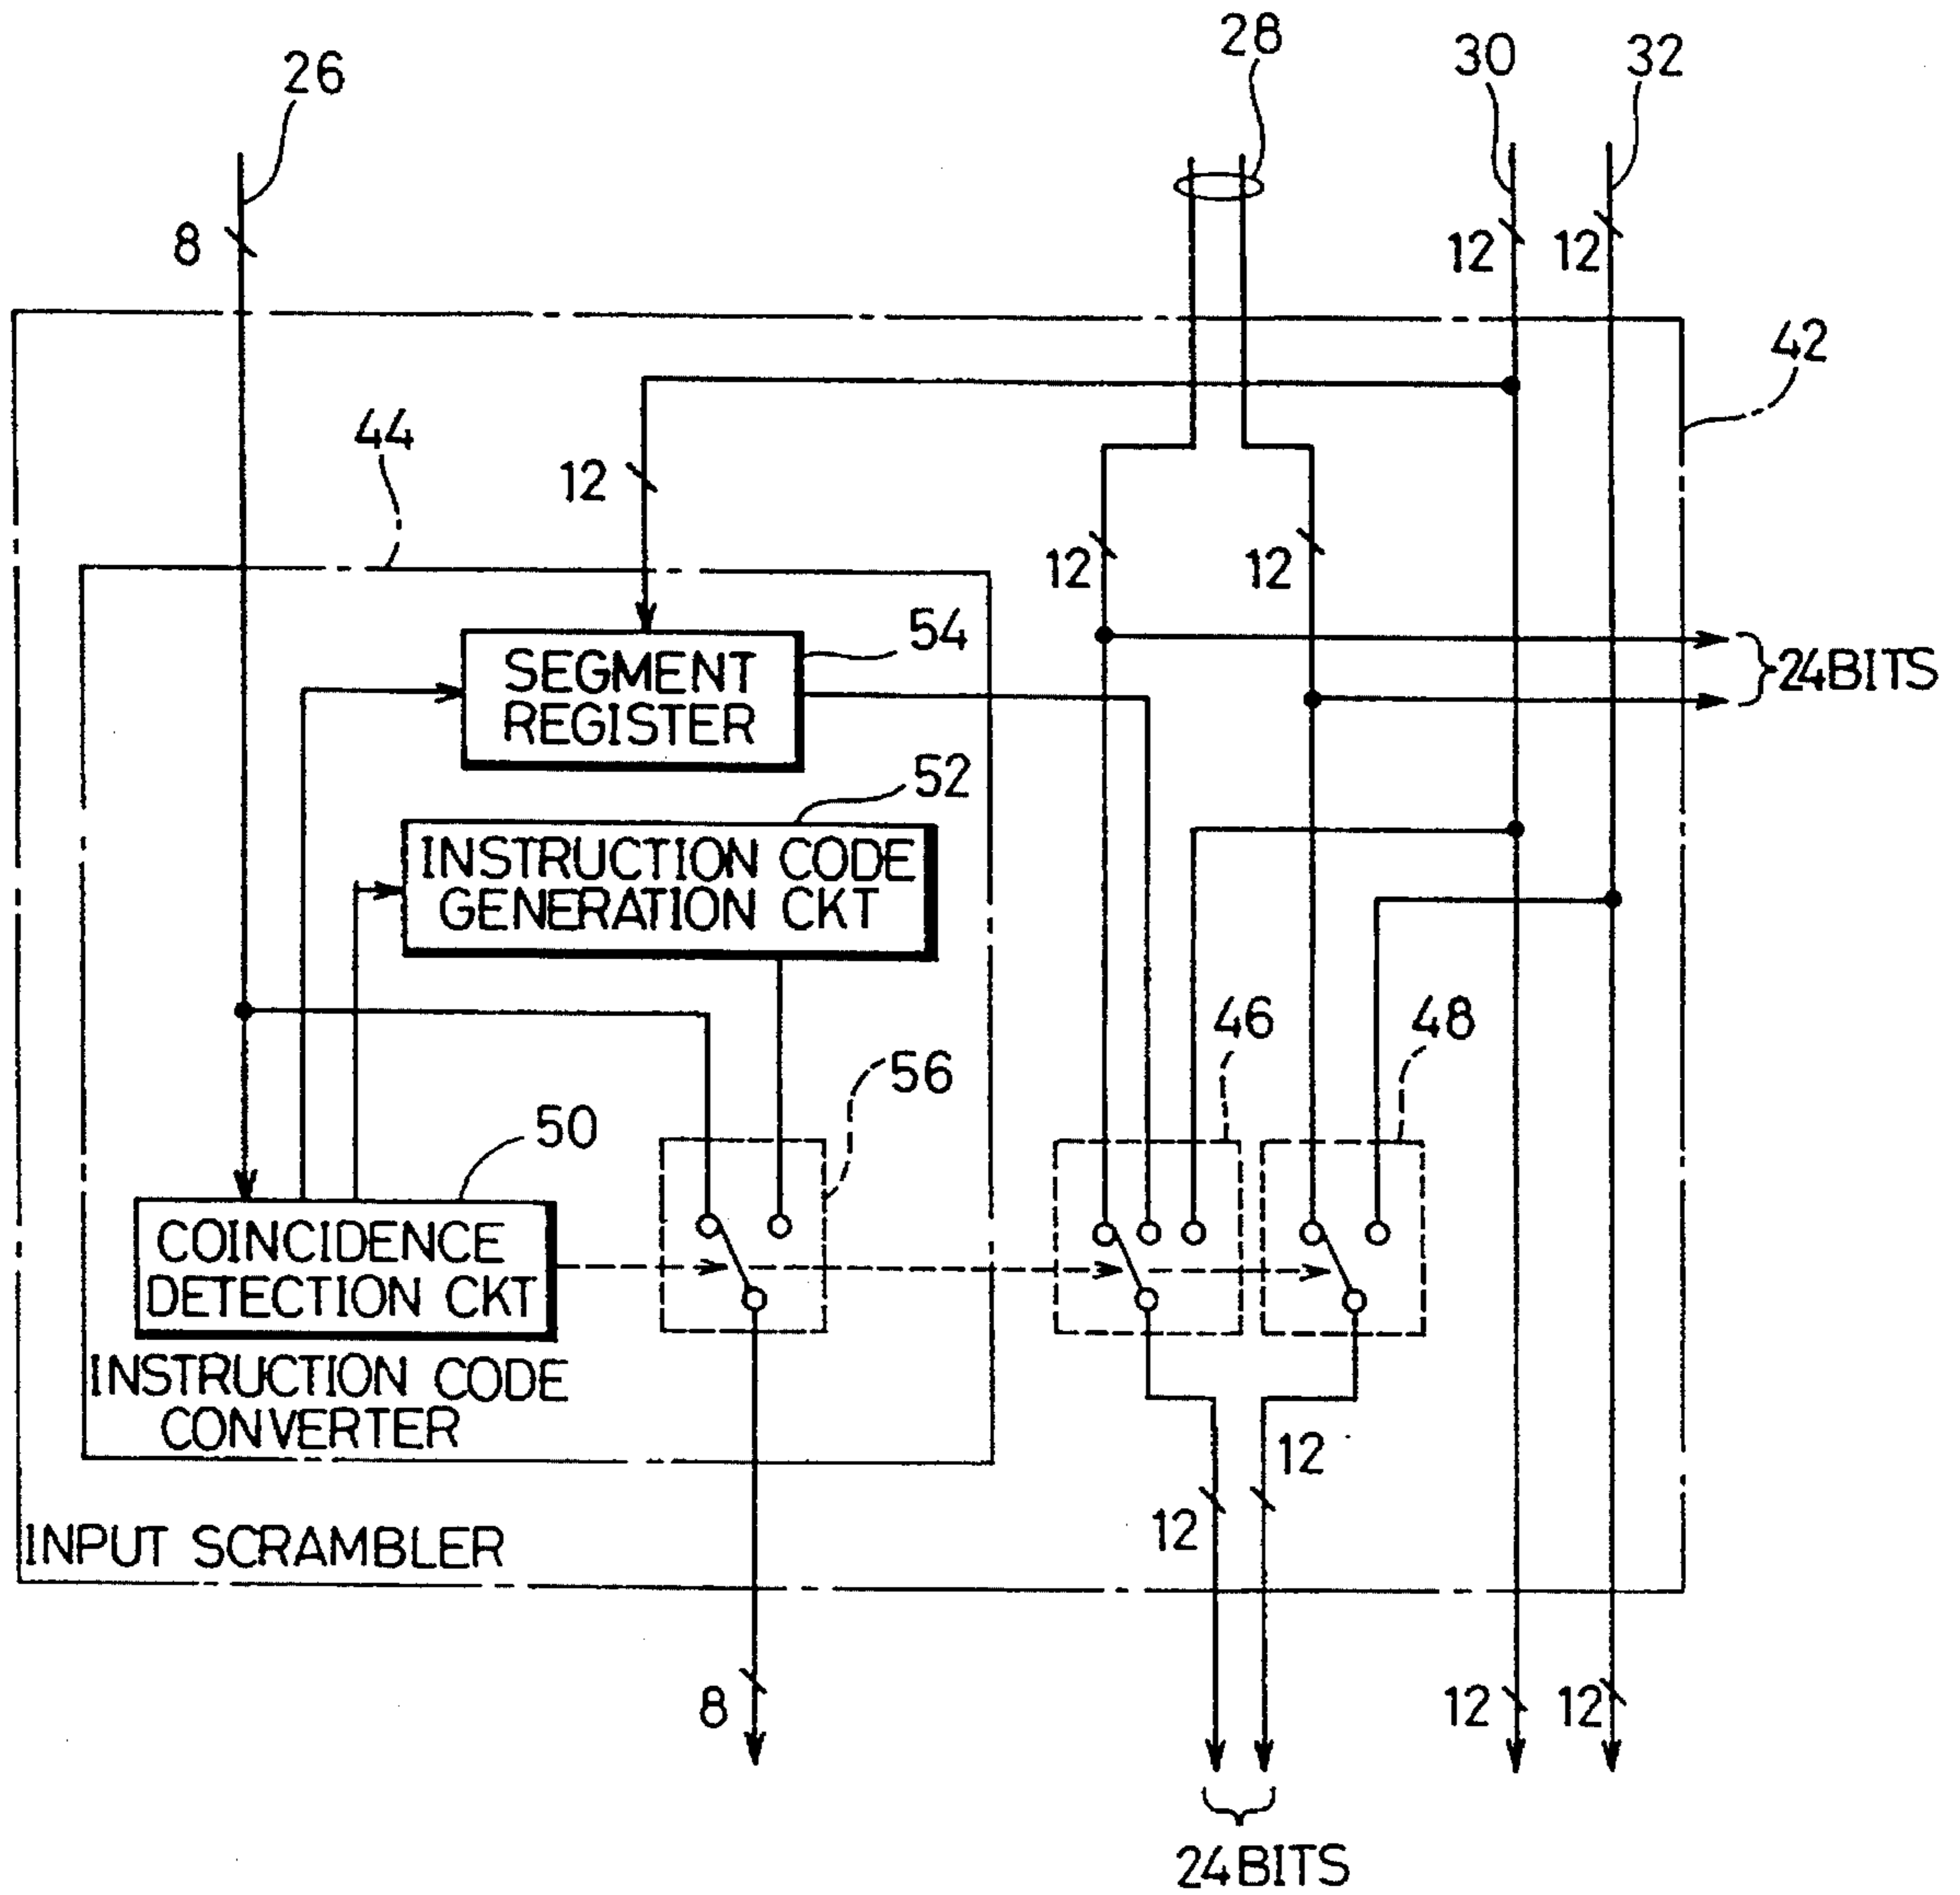 28
30
32
26
8
12
12
42
44
12
12
12
54
SEGMENT
REGISTER
24BITS
52
INSTRUCTION CODE
GENERATION CKT
46
48
56
50
COINCIDENCE
DETECTION CKT
INSTRUCTION CODE
CONVERTER
12
12
INPUT SCRAMBLER
8
12
12
24BITS